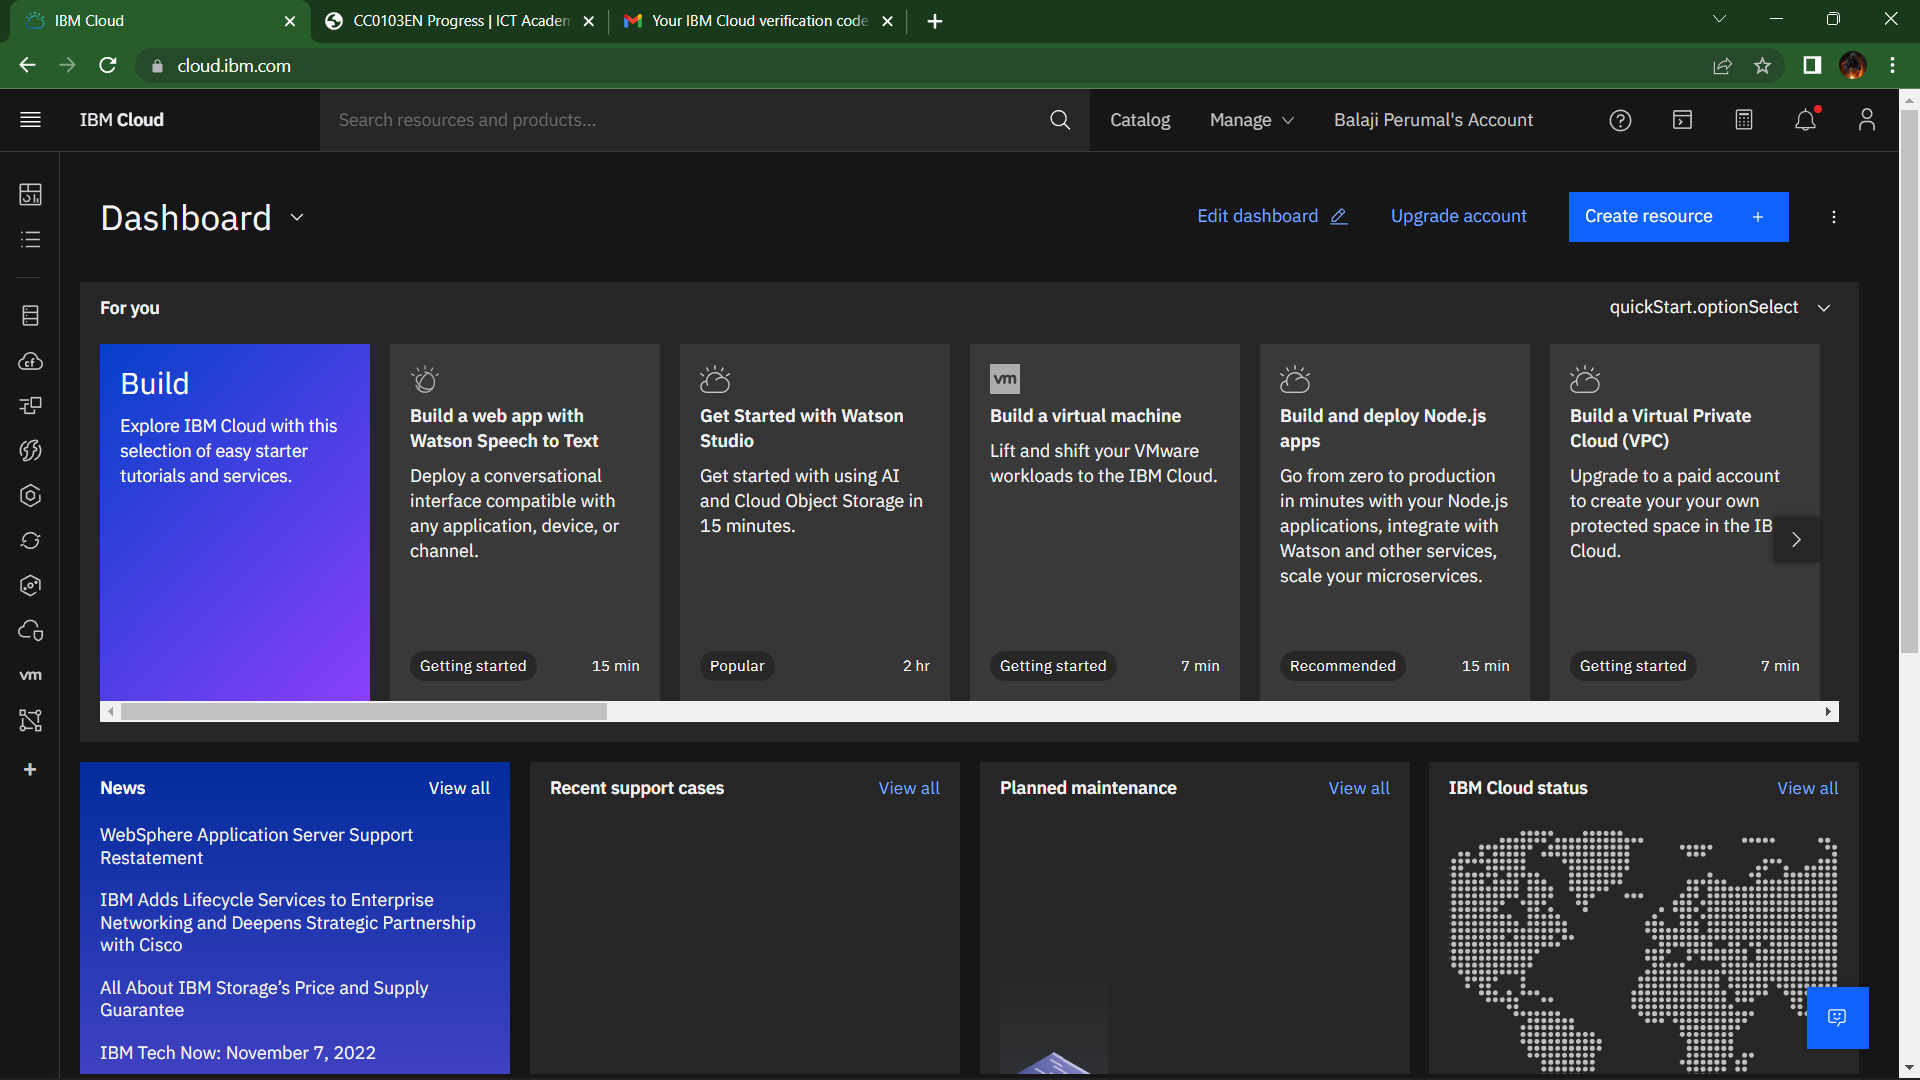 IBM Cloud
CC0103EN Progress | ICT Academ
Your IBM Cloud verification code
cloud.ibm.com
IBM Cloud
Search resources and products...
Catalog
Manage
Balaji Perumal's Account
Dashboard
Edit dashboard
Upgrade account
Create resource +
For you
quickStart.optionSelect
Build
Explore IBM Cloud with this
selection of easy starter
tutorials and services.
Build a web app with
Watson Speech to Text
Deploy a conversational
interface compatible with
any application, device, or
channel.
Getting started
15 min
Get Started with Watson
Studio
Get started with using AI
and Cloud Object Storage in
15 minutes.
Popular
2 hr
vm
Build a virtual machine
Lift and shift your VMware
workloads to the IBM Cloud.
Getting started
7 min
Build and deploy Node.js
apps
Go from zero to production
in minutes with your Node.js
applications, integrate with
Watson and other services,
scale your microservices.
Recommended
15 min
Build a Virtual Private
Cloud (VPC)
Upgrade to a paid account
to create your your own
protected space in the IB
Cloud.
Getting started
7 min
cf
vm
News
View all
WebSphere Application Server Support
Restatement
IBM Adds Lifecycle Services to Enterprise
Networking and Deepens Strategic Partnership
with Cisco
All About IBM Storage’s Price and Supply
Guarantee
IBM Tech Now: November 7, 2022
Recent support cases
View all
Planned maintenance
View all
IBM Cloud status
View all